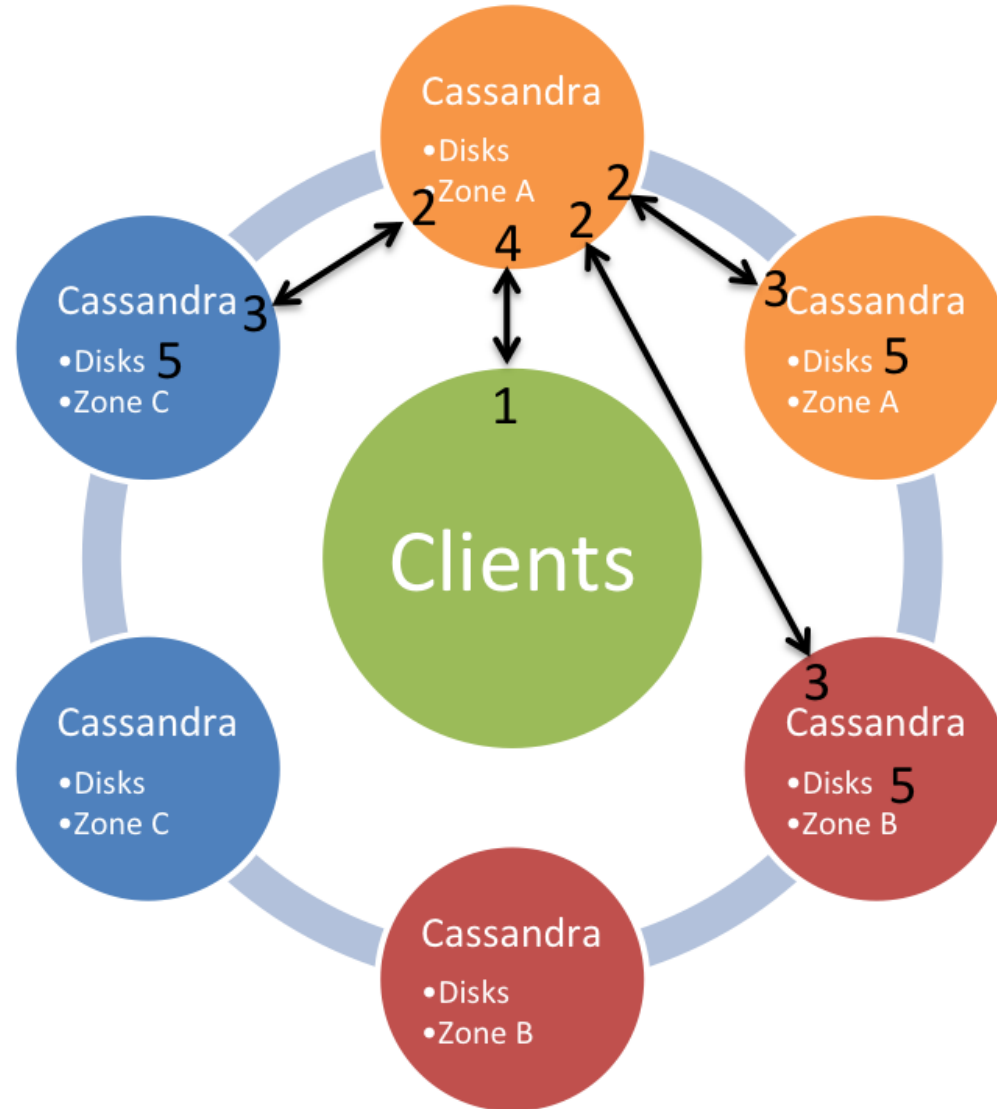 Cassandra
•Disks
•Zone A
2
2
2
4
Cassandra
3
•Disks 5
•Zone C
3
Cassandra
•Disks 5
•Zone A
1
Clients
Cassandra
•Disks
•Zone C
3
Cassandra
•Disks 5
•Zone B
Cassandra
•Disks
•Zone B